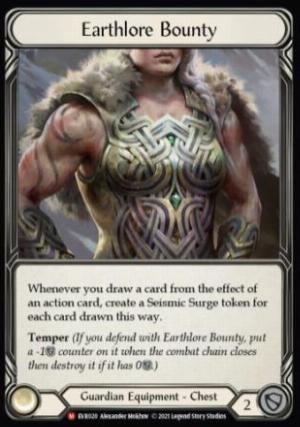 Earthlore Bounty
Whenever you draw a card from the effect of
an action card, create a Seismic Surge token for
each card drawn this way.
Temper (If you defend with Earthlore Bounty, put
a -1 counter on it when the combat chain closes
then destroy it if it has 0.)
Guardian Equipment - Chest
2
M EVR020 Alexander Mokhov © 2021 Legend Story Studios